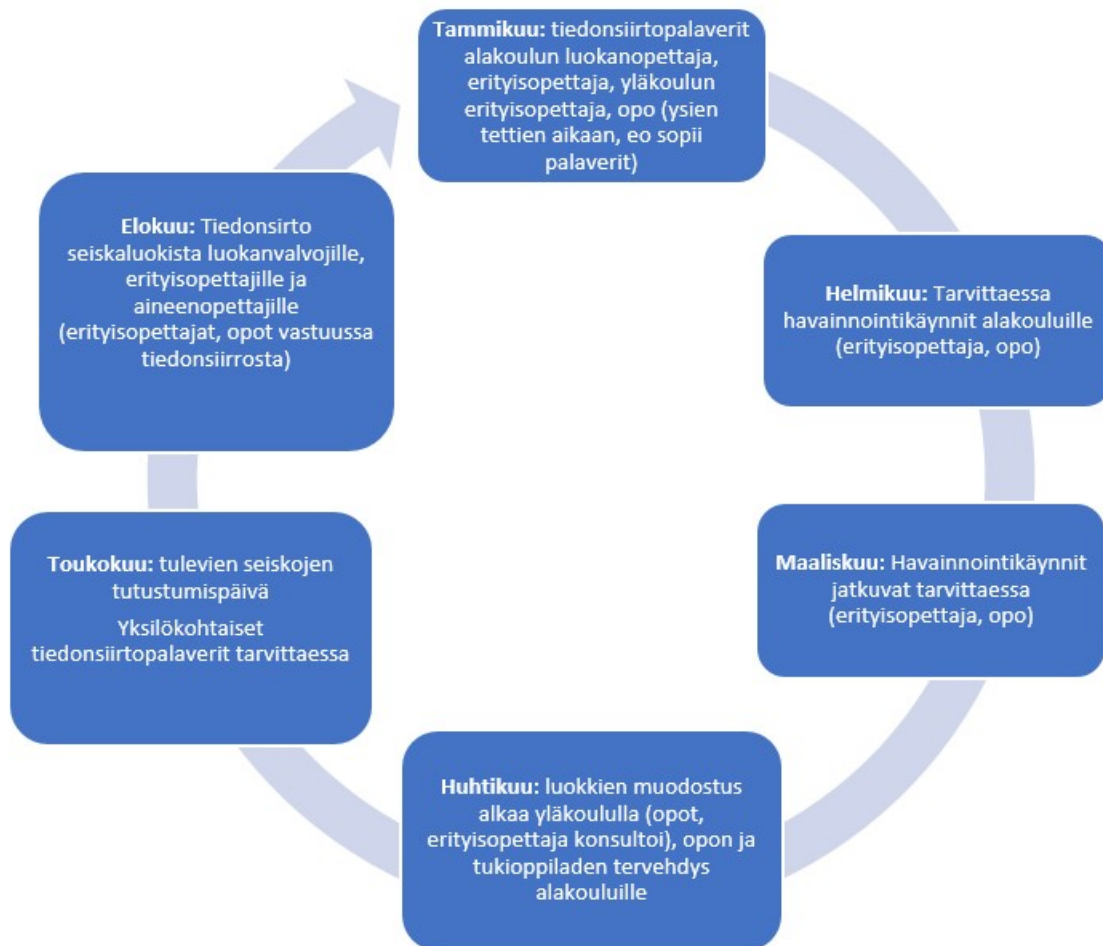 Tammikuu: tiedonsiirtopalaverit
alakoulun luokanopettaja,
erityisopettaja, yläkoulun
erityisopettaja, opo (ysien
tettien aikaan, eo sopii
palaverit)
Helmikuu: Tarvittaessa
havainnointikäynnit alakouluille
(erityisopettaja, opo)
Maaliskuu: Havainnointikäynnit
jatkuvat tarvittaessa
(erityisopettaja, opo)
Huhtikuu: luokkien muodostus
alkaa yläkoululla (opot,
erityisopettaja konsultoi), opon ja
tukioppiladen tervehdys
alakouluille
Toukokuu: tulevien seiskojen
tutustumispäivä
Yksilökohtaiset
tiedonsiirtopalaverit tarvittaessa
Elokuu: Tiedonsirto
seiskaluokista luokanvalvojille,
erityisopettajille ja
aineenopettajille
(erityisopettajat, opot vastuussa
tiedonsiirrosta)